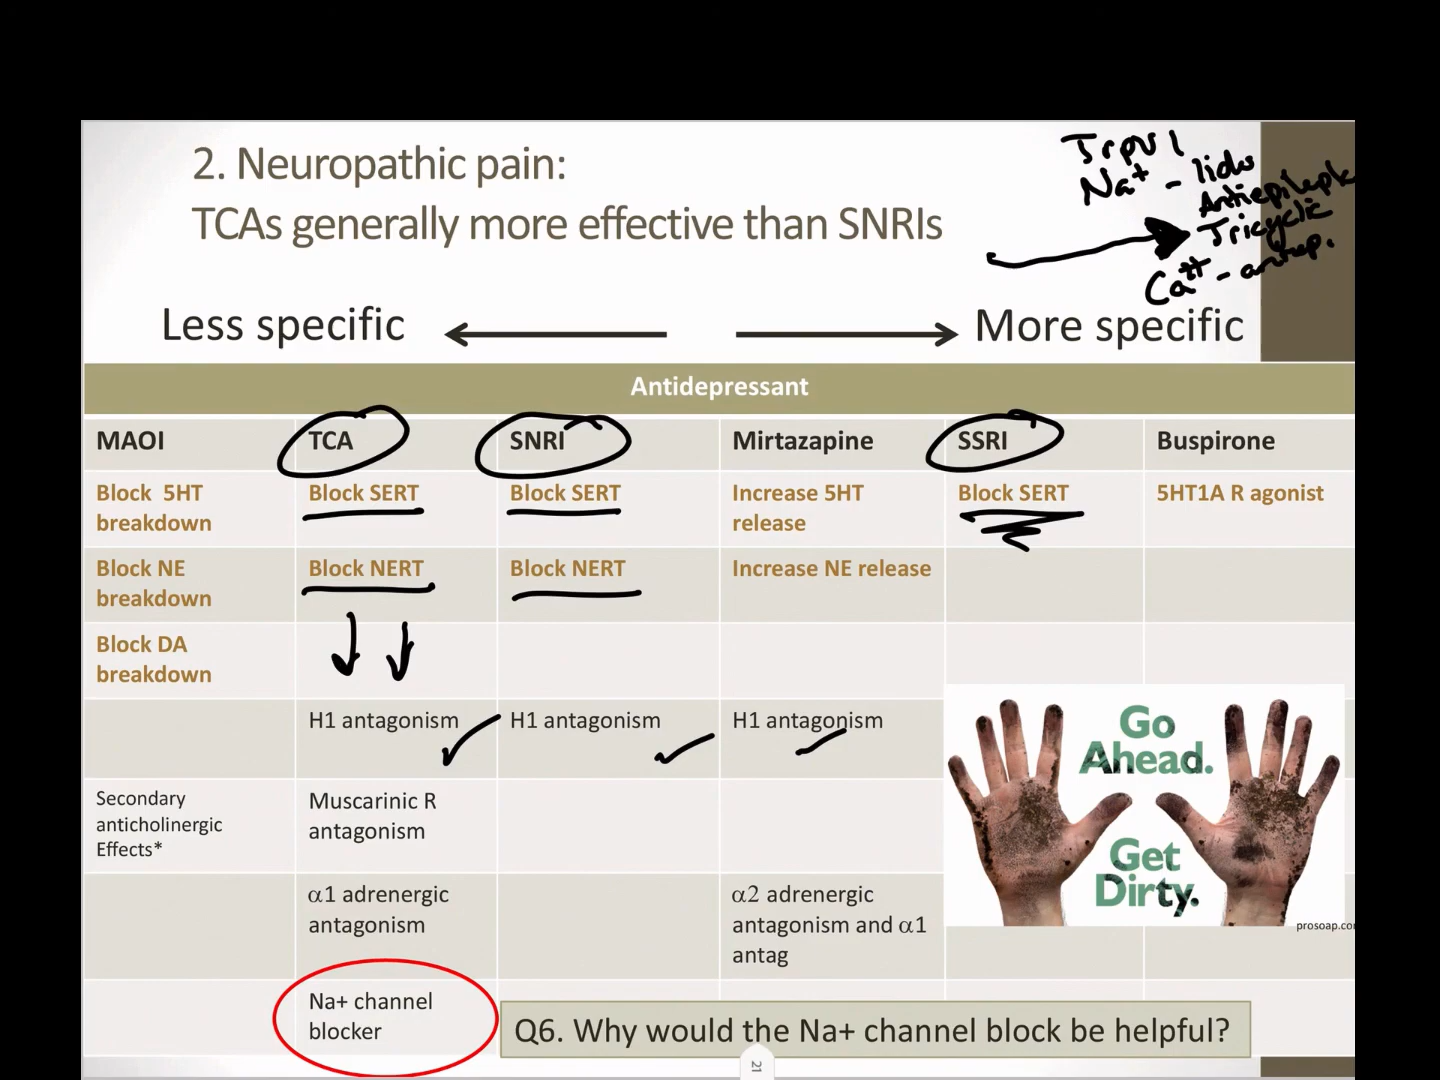 2. Neuropathic pain:
TCAs generally more effective than SNRIs
Trpv1
Na+ - lido
Tricyclic
Ca++ - antiep.
Less specific
More specific
Antidepressant
MAOI TCA SNRI Mirtazapine SSRI Buspirone
Block 5HT breakdown Block SERT Block SERT Increase 5HT release Block SERT 5HT1A R agonist
Block NE breakdown Block NERT Block NERT Increase NE release
Block DA breakdown
H1 antagonism H1 antagonism H1 antagonism
Secondary anticholinergic Effects* Muscarinic R antagonism
α1 adrenergic antagonism α2 adrenergic antagonism and α1 antag
Na+ channel blocker
Go
Ahead.
Get
Dirty.
prosoap.co
Q6. Why would the Na+ channel block be helpful?
21